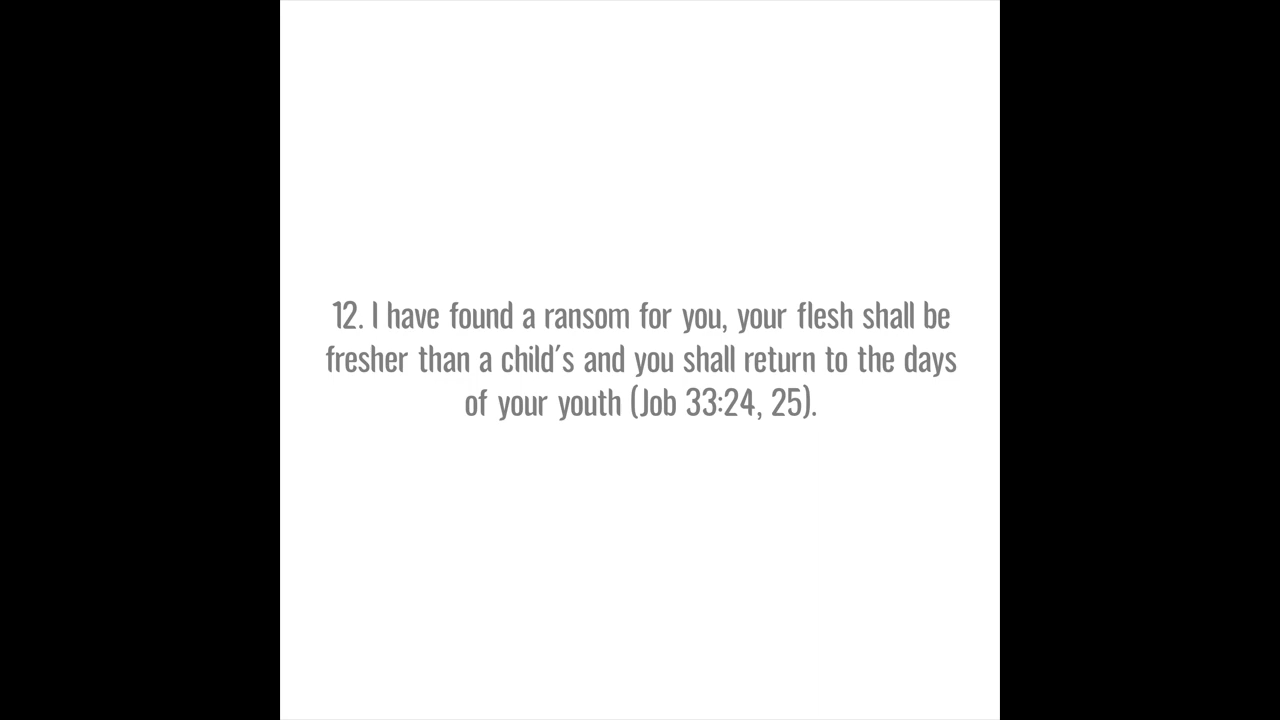 12. I have found a ransom for you, your flesh shall be
fresher than a child´s and you shall return to the days
of your youth (Job 33:24, 25).